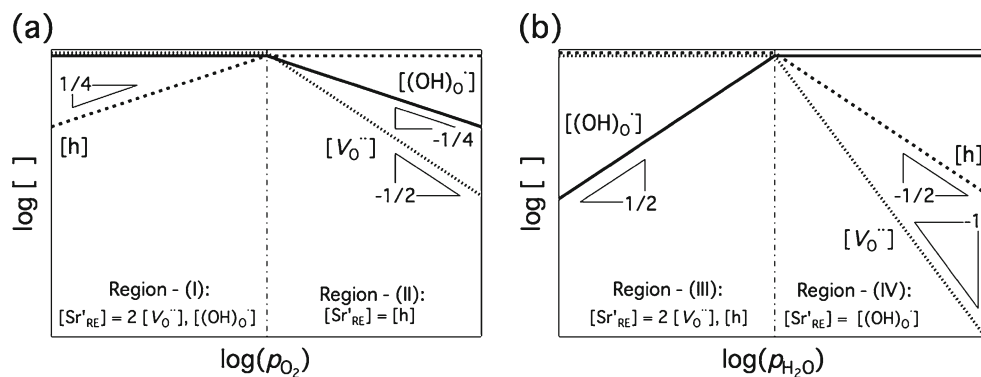 (a)
1/4
[h]
[(OH)ₒ˙]
-1/4
[Vₒ¨]
-1/2
log [ ]
Region - (I):
[Sr'RE] = 2 [Vₒ¨], [(OH)ₒ˙]
Region - (II):
[Sr'RE] = [h]
log(pO₂)
(b)
[(OH)ₒ˙]
1/2
[h]
-1/2
[Vₒ¨]
-1
log [ ]
Region - (III):
[Sr'RE] = 2 [Vₒ¨], [h]
Region - (IV):
[Sr'RE] = [(OH)ₒ˙]
log(pH₂O)